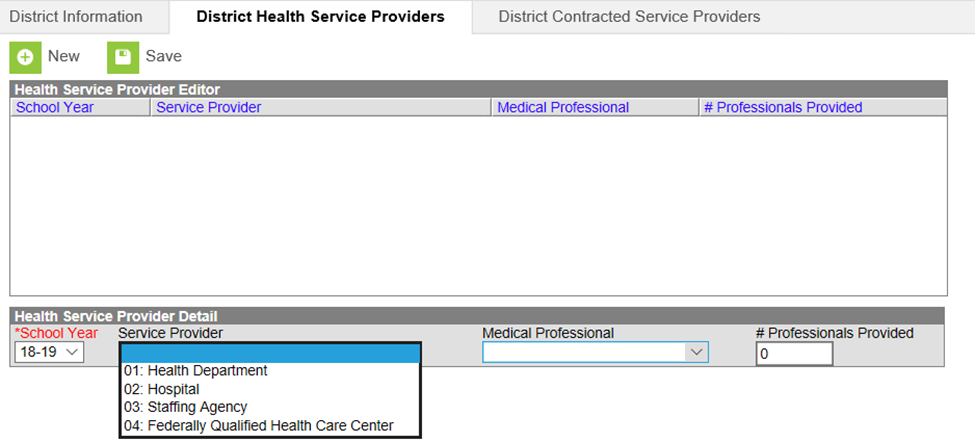 District Information District Health Service Providers District Contracted Service Providers
New Save
Health Service Provider Editor
School Year Service Provider Medical Professional # Professionals Provided
Health Service Provider Detail
*School Year Service Provider Medical Professional # Professionals Provided
18-19 0
01: Health Department
02: Hospital
03: Staffing Agency
04: Federally Qualified Health Care Center